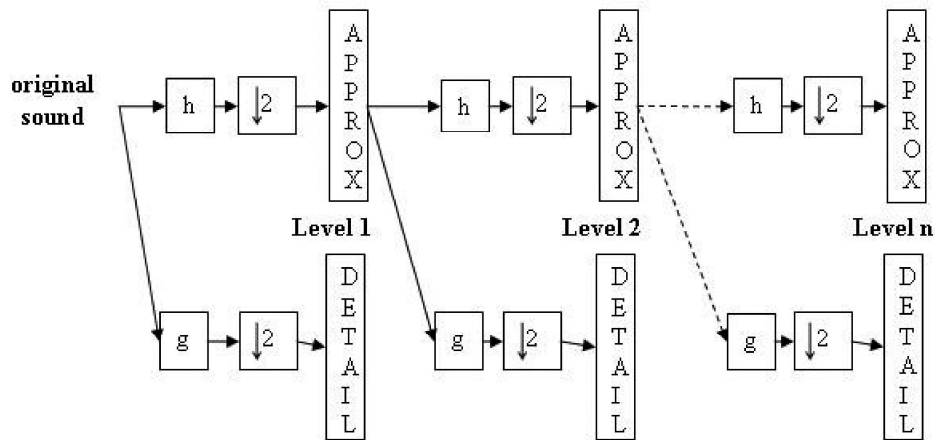 original
sound
h
↓2
APPROX
h
↓2
APPROX
h
↓2
APPROX
Level 1
Level 2
Level n
g
↓2
DETAIL
g
↓2
DETAIL
g
↓2
DETAIL